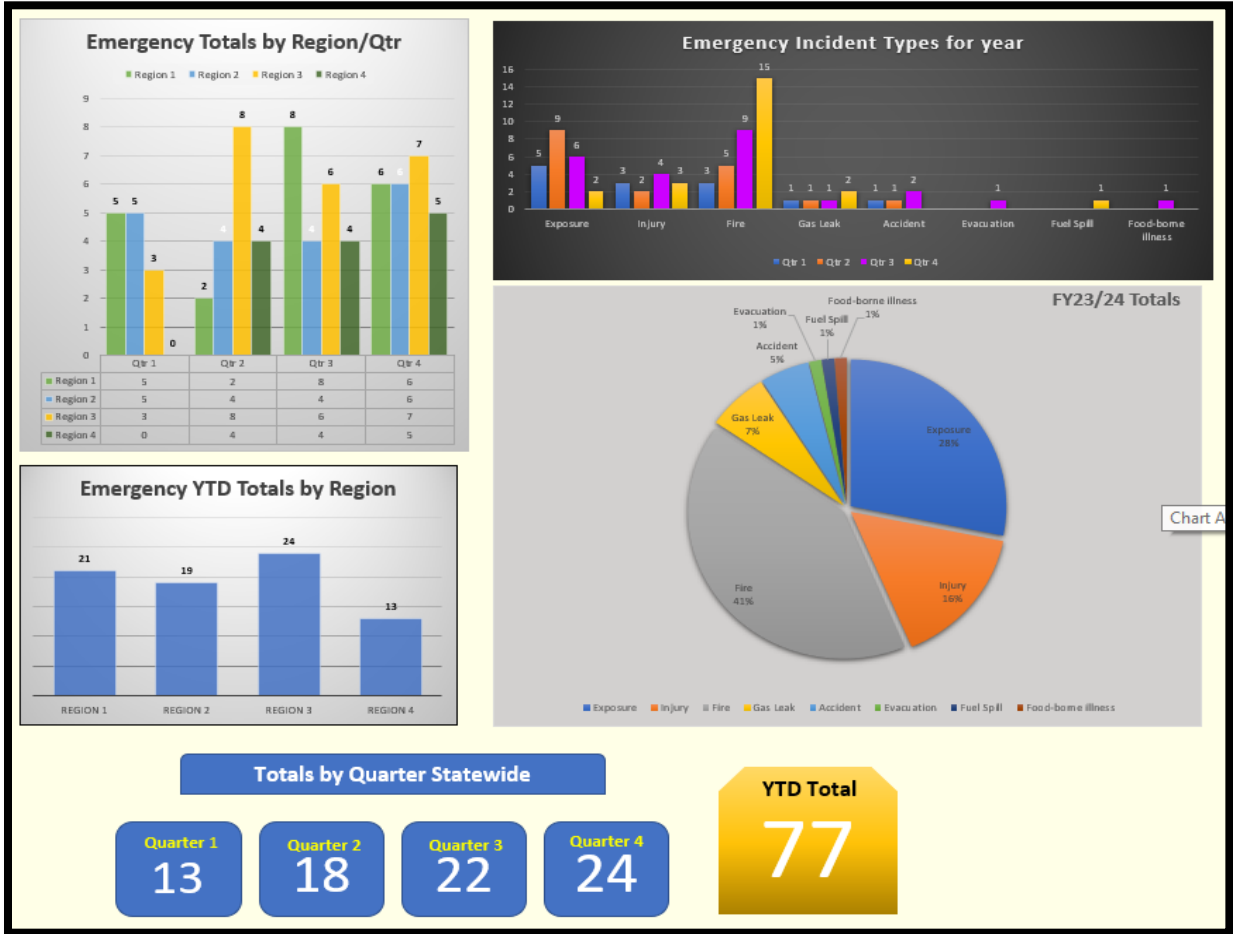 Emergency Totals by Region/Qtr
Region 1 Region 2 Region 3 Region 4
9
8
7
6
5
4
3
2
1
0
5 5 3 0
2 4 8 4
8 4 6 4
6 6 7 5
Qtr 1 Qtr 2 Qtr 3 Qtr 4
Region 1 5 2 8 6
Region 2 5 4 4 6
Region 3 3 8 6 7
Region 4 0 4 4 5
Emergency Incident Types for year
16
14
12
10
8
6
4
2
0
5 9 6 2
3 2 4 3
3 5 9 15
1 1 1 2
1 1 2
1
1
1
Exposure Injury Fire Gas Leak Accident Evacuation Fuel Spill Food-borne
illness
Qtr 1 Qtr 2 Qtr 3 Qtr 4
FY23/24 Totals
Food-borne illness
1%
Evacuation
1%
Fuel Spill
1%
Accident
5%
Gas Leak
7%
Exposure
28%
Fire
41%
Injury
16%
Chart A
Exposure Injury Fire Gas Leak Accident Evacuation Fuel Spill Food-borne illness
Emergency YTD Totals by Region
21 19 24 13
REGION 1 REGION 2 REGION 3 REGION 4
Totals by Quarter Statewide
Quarter 1
13
Quarter 2
18
Quarter 3
22
Quarter 4
24
YTD Total
77